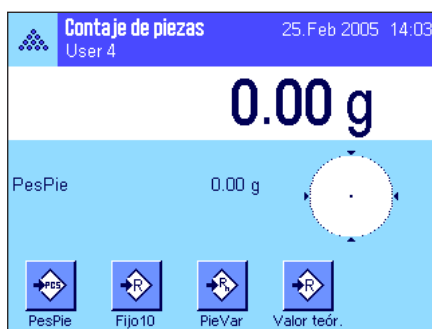 Contaje de piezas 25.Feb 2005 14:03
User 4
0.00 g
PesPie 0.00 g
PCS R Rn R
PesPie Fijo10 PieVar Valor teór.